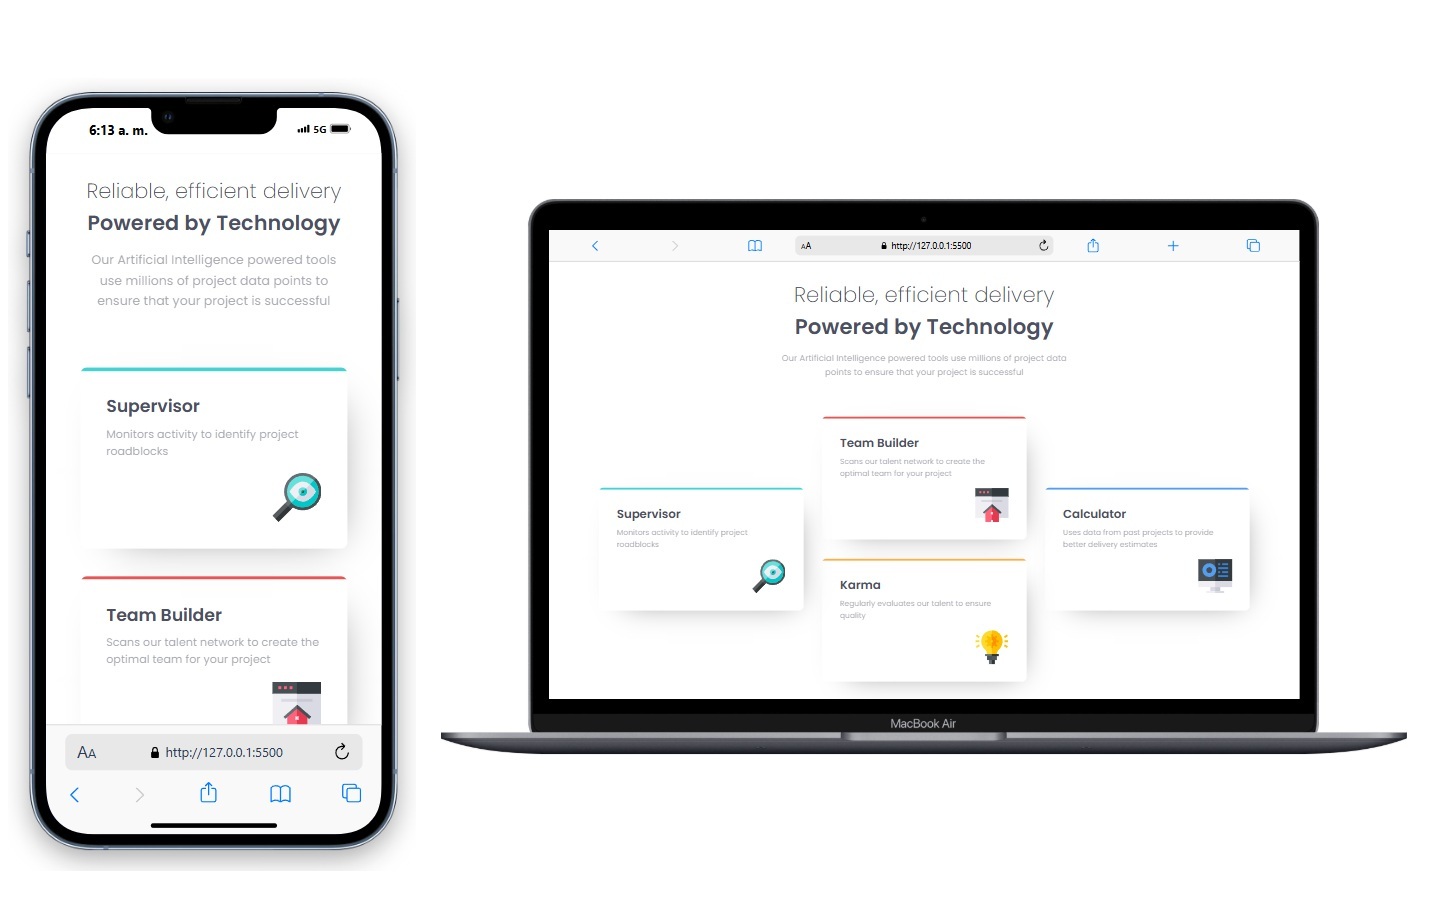 6:13 a. m.
5G
Reliable, efficient delivery
Powered by Technology
Our Artificial Intelligence powered tools
use millions of project data points to
ensure that your project is successful
Supervisor
Monitors activity to identify project
roadblocks
Team Builder
Scans our talent network to create the
optimal team for your project
AA
http://127.0.0.1:5500
AA
http://127.0.0.1:5500
Reliable, efficient delivery
Powered by Technology
Our Artificial Intelligence powered tools use millions of project data
points to ensure that your project is successful
Team Builder
Scans our talent network to create the
optimal team for your project
Supervisor
Monitors activity to identify project
roadblocks
Calculator
Uses data from past projects to provide
better delivery estimates
Karma
Regularly evaluates our talent to ensure
quality
MacBook Air